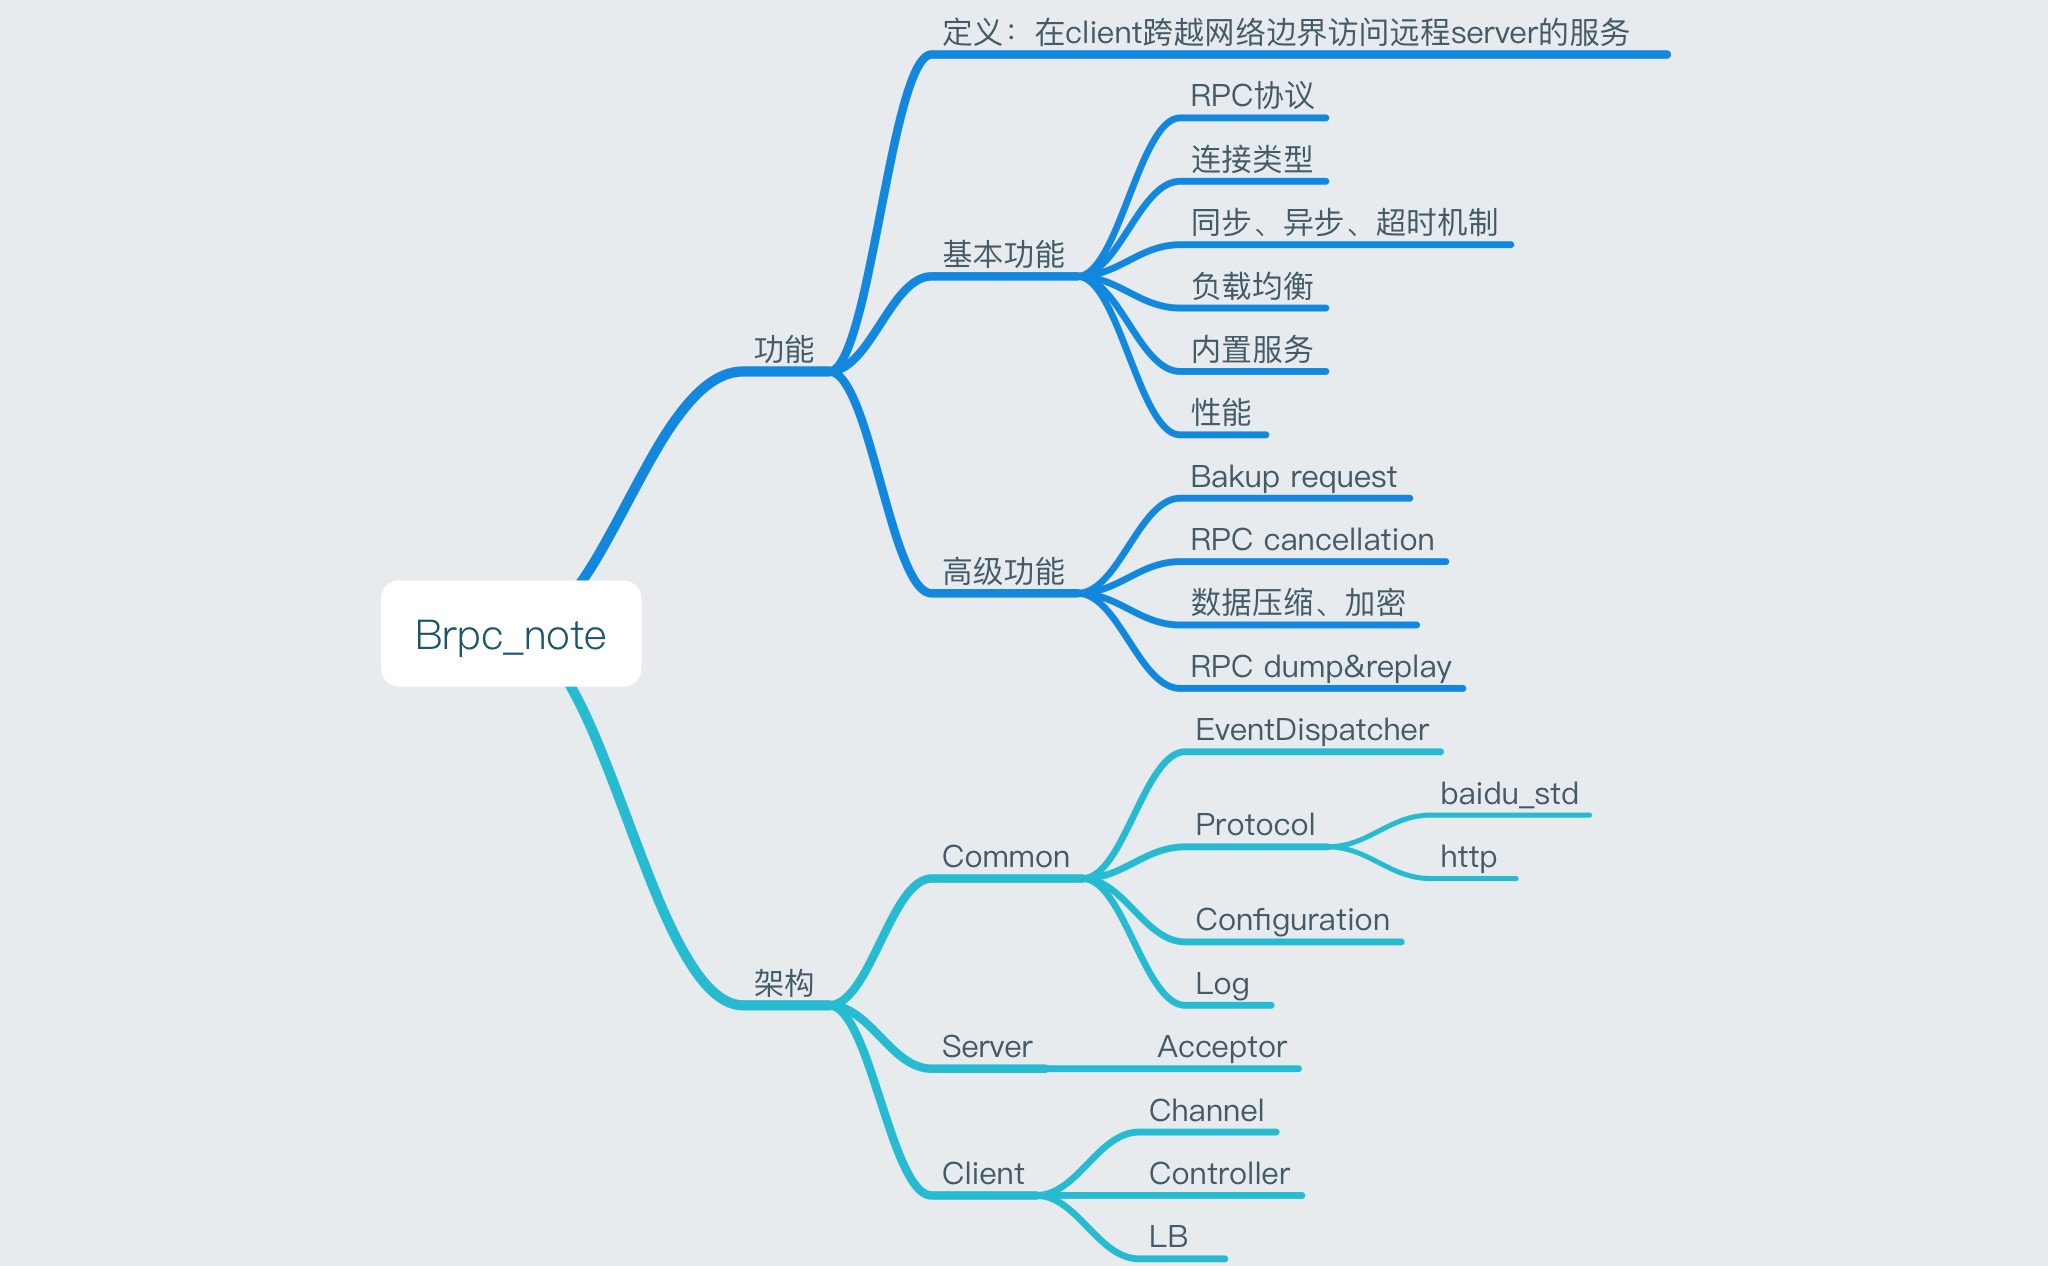 Brpc_note
功能
定义：在client跨越网络边界访问远程server的服务
基本功能
RPC协议
连接类型
同步、异步、超时机制
负载均衡
内置服务
性能
高级功能
Bakup request
RPC cancellation
数据压缩、加密
RPC dump&replay
架构
Common
EventDispatcher
Protocol
baidu_std
http
Configuration
Log
Server
Acceptor
Client
Channel
Controller
LB